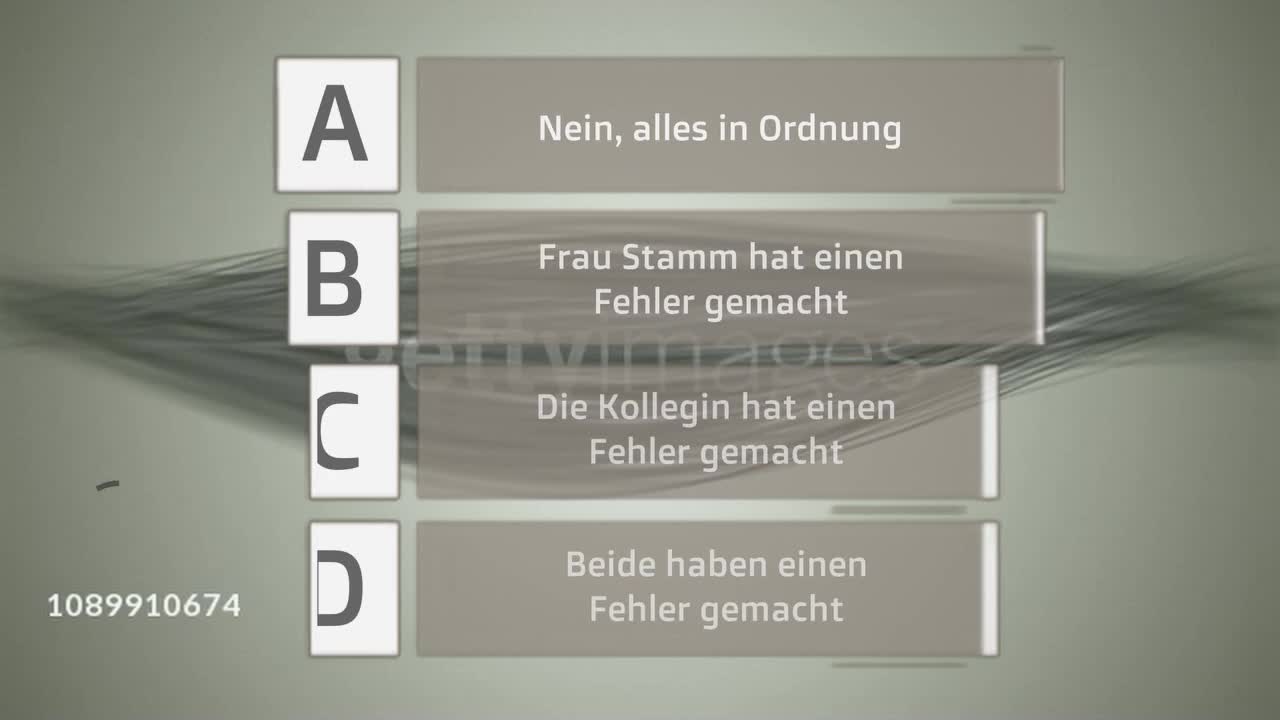 A
Nein, alles in Ordnung
B
Frau Stamm hat einen
Fehler gemacht
gettyimages
C
Die Kollegin hat einen
Fehler gemacht
D
Beide haben einen
Fehler gemacht
1089910674